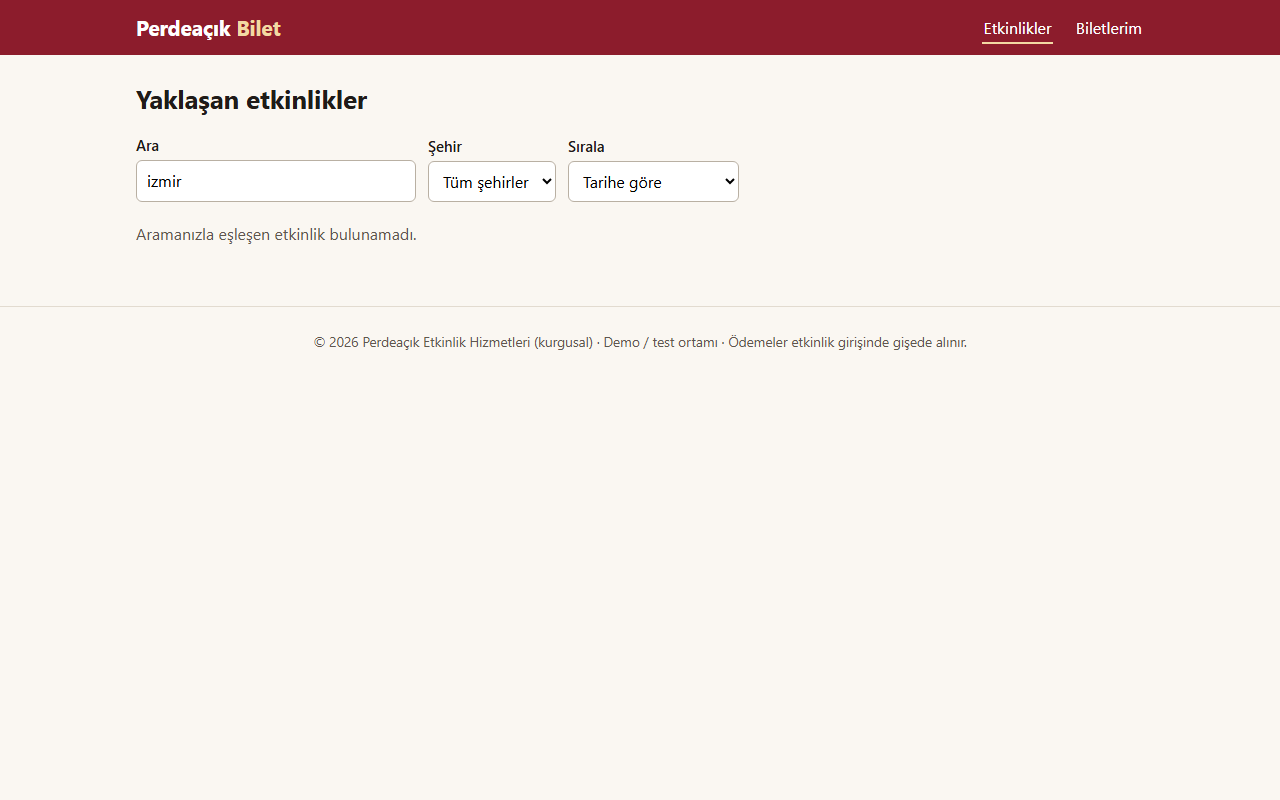 Perdeaçık Bilet
Etkinlikler
Biletlerim
Yaklaşan etkinlikler
Ara
Şehir
Sırala
izmir
Tüm şehirler
Tarihe göre
Aramanızla eşleşen etkinlik bulunamadı.
© 2026 Perdeaçık Etkinlik Hizmetleri (kurgusal) · Demo / test ortamı · Ödemeler etkinlik girişinde gişede alınır.